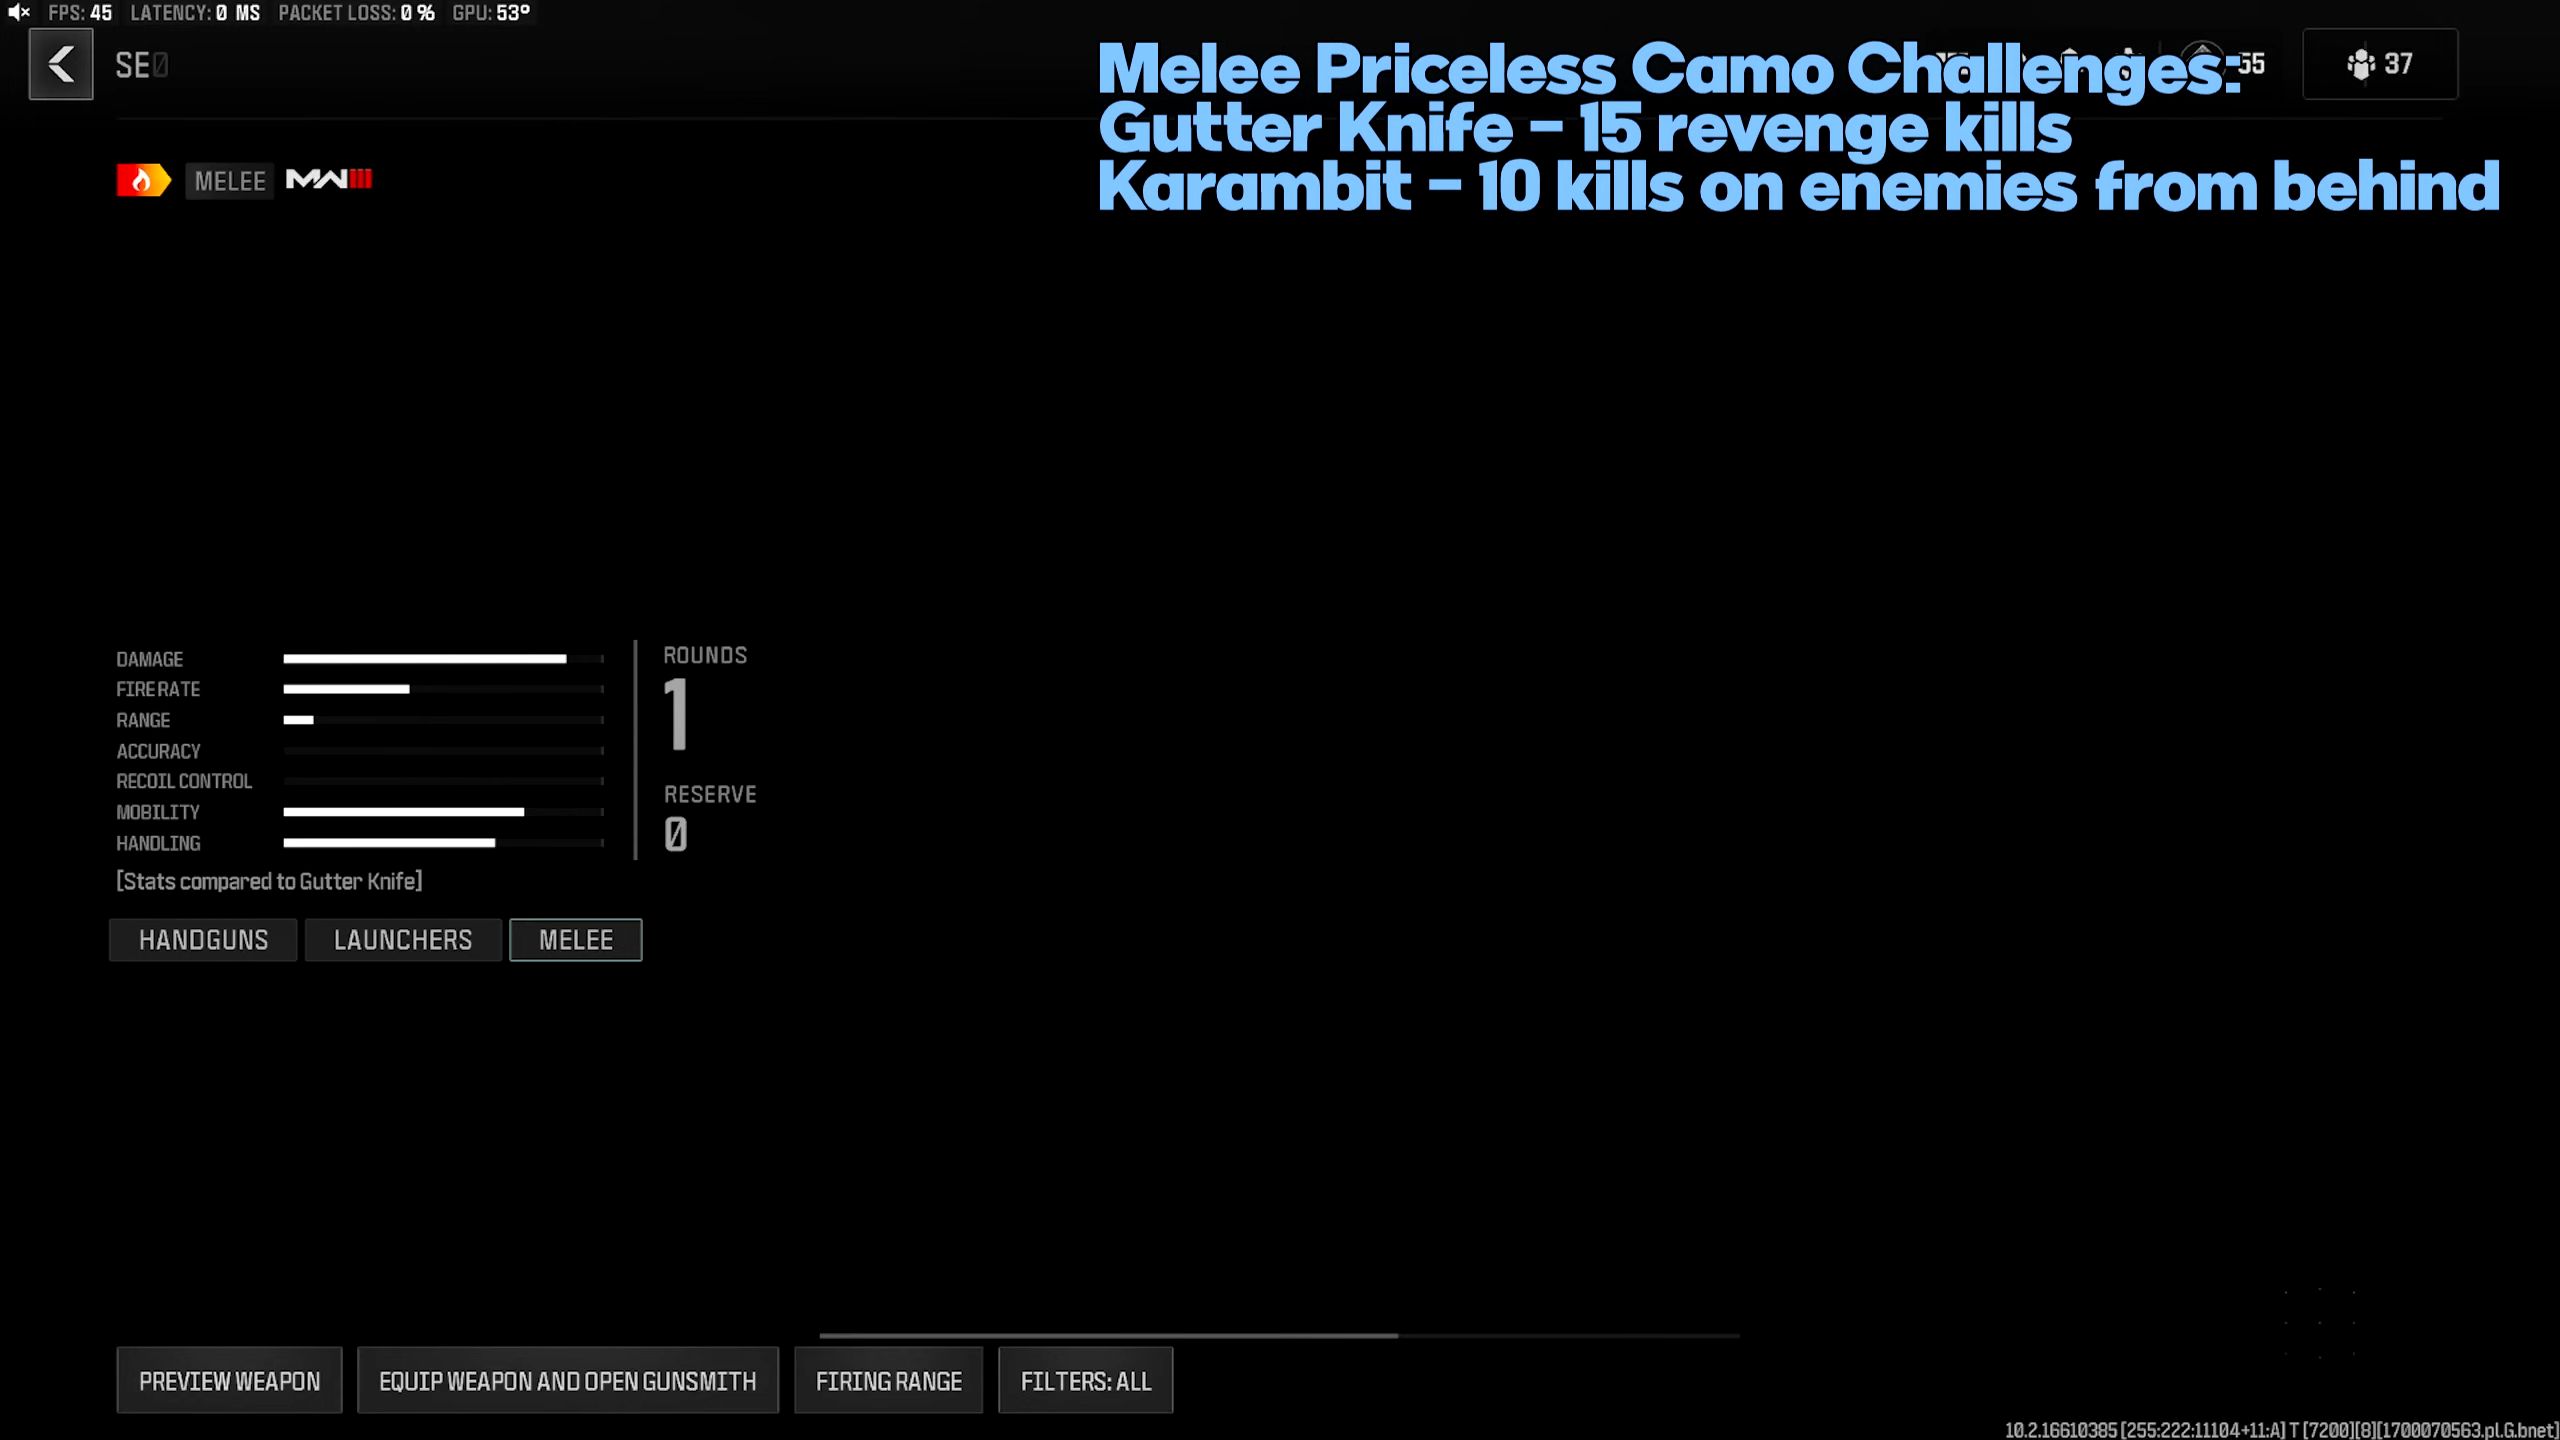 FPS: 45 LATENCY: 0 MS PACKET LOSS: 0 % GPU: 53°
SE0
55
37
Melee Priceless Camo Challenges:
Gutter Knife – 15 revenge kills
Karambit – 10 kills on enemies from behind
MELEE MWIII
DAMAGE
FIRE RATE
RANGE
ACCURACY
RECOIL CONTROL
MOBILITY
HANDLING
ROUNDS
1
RESERVE
0
[Stats compared to Gutter Knife]
HANDGUNS LAUNCHERS MELEE
PREVIEW WEAPON EQUIP WEAPON AND OPEN GUNSMITH FIRING RANGE FILTERS: ALL
10.2.16610385 [255:222:11104+11:A] T [7200][8][1700070563.pl.G.bnet]